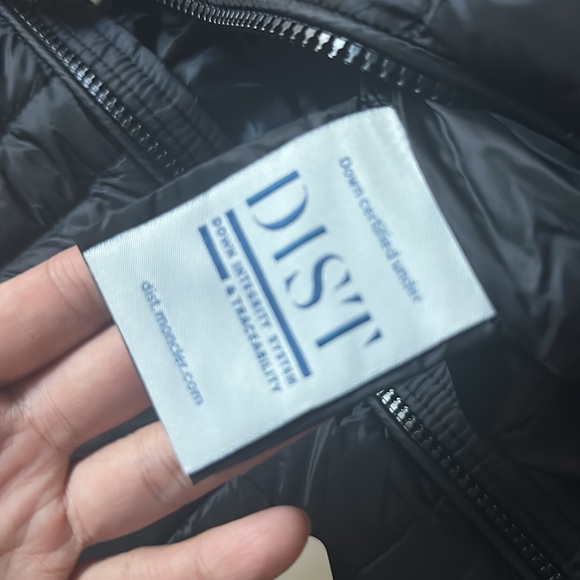 Down certified under
DIST
DOWN INTEGRITY SYSTEM
& TRACEABILITY
dist.moncler.com